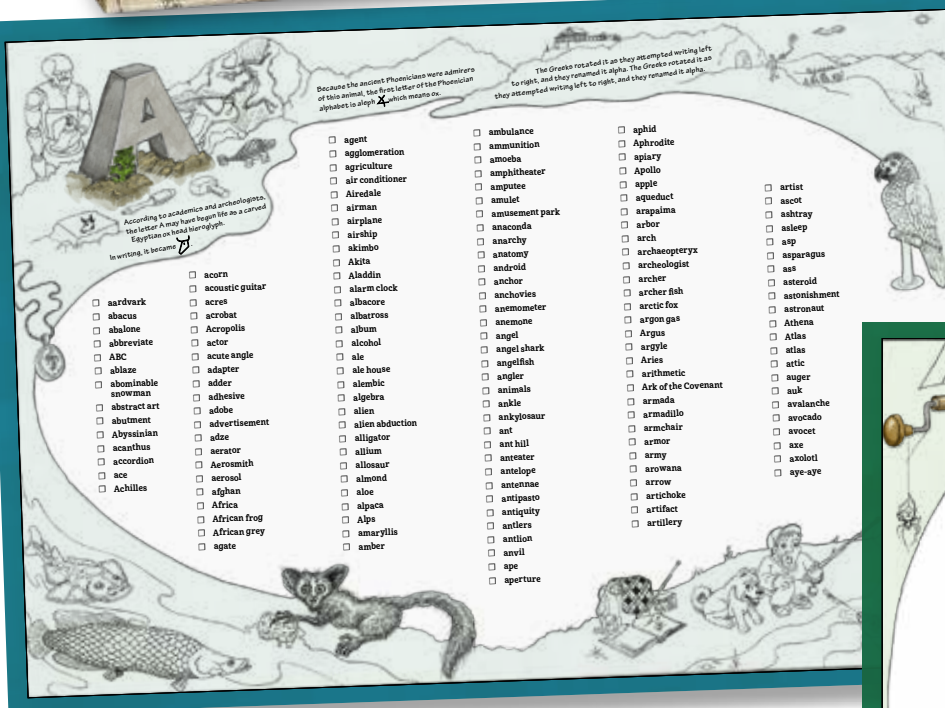 A
Because the ancient Phoenicians were admirers
of this animal, the first letter of the Phoenician
alphabet is aleph which means ox.
The Greeks rotated it as they attempted writing left
to right, and they renamed it alpha. The Greeks rotated it as
they attempted writing left to right, and they renamed it alpha.
According to academics and archeologists,
the letter A may have begun life as a carved
Egyptian ox head hieroglyph.
In writing, it became
aardvark
abacus
abalone
abbreviate
ABC
ablaze
abominable
snowman
abstract art
abutment
Abyssinian
acanthus
accordion
ace
Achilles
acorn
acoustic guitar
acres
acrobat
Acropolis
actor
acute angle
adapter
adder
adhesive
adobe
advertisement
adze
aerator
Aerosmith
aerosol
afghan
Africa
African frog
African grey
agate
agent
agglomeration
agriculture
air conditioner
Airedale
airman
airplane
airship
akimbo
Akita
Aladdin
alarm clock
albacore
albatross
album
alcohol
ale
ale house
alembic
algebra
alien
alien abduction
alligator
allium
allosaur
almond
aloe
alpaca
Alps
amaryllis
amber
ambulance
ammunition
amoeba
amphitheater
amputee
amulet
amusement park
anaconda
anarchy
anatomy
android
anchor
anchovies
anemometer
anemone
angel
angel shark
angelfish
angler
animals
ankle
ankylosaur
ant
ant hill
anteater
antelope
antennae
antipasto
antiquity
antlers
antlion
anvil
ape
aperture
aphid
Aphrodite
apiary
Apollo
apple
aqueduct
arapaima
arbor
arch
archaeopteryx
archeologist
archer
archer fish
arctic fox
argon gas
Argus
argyle
Aries
arithmetic
Ark of the Covenant
armada
armadillo
armchair
armor
army
arowana
arrow
artichoke
artifact
artillery
artist
ascot
ashtray
asleep
asp
asparagus
ass
asteroid
astonishment
astronaut
Athena
Atlas
atlas
attic
auger
auk
avalanche
avocado
avocet
axe
axolotl
aye-aye